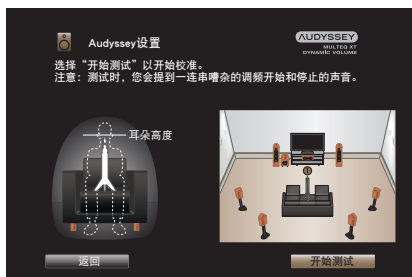 Audyssey设置
AUDYSSEY
MULTEQ XT
DYNAMIC VOLUME
选择“开始测试”以开始校准。
注意：测试时，您会提到一连串嘈杂的调频开始和停止的声音。
耳朵高度
返回
开始测试